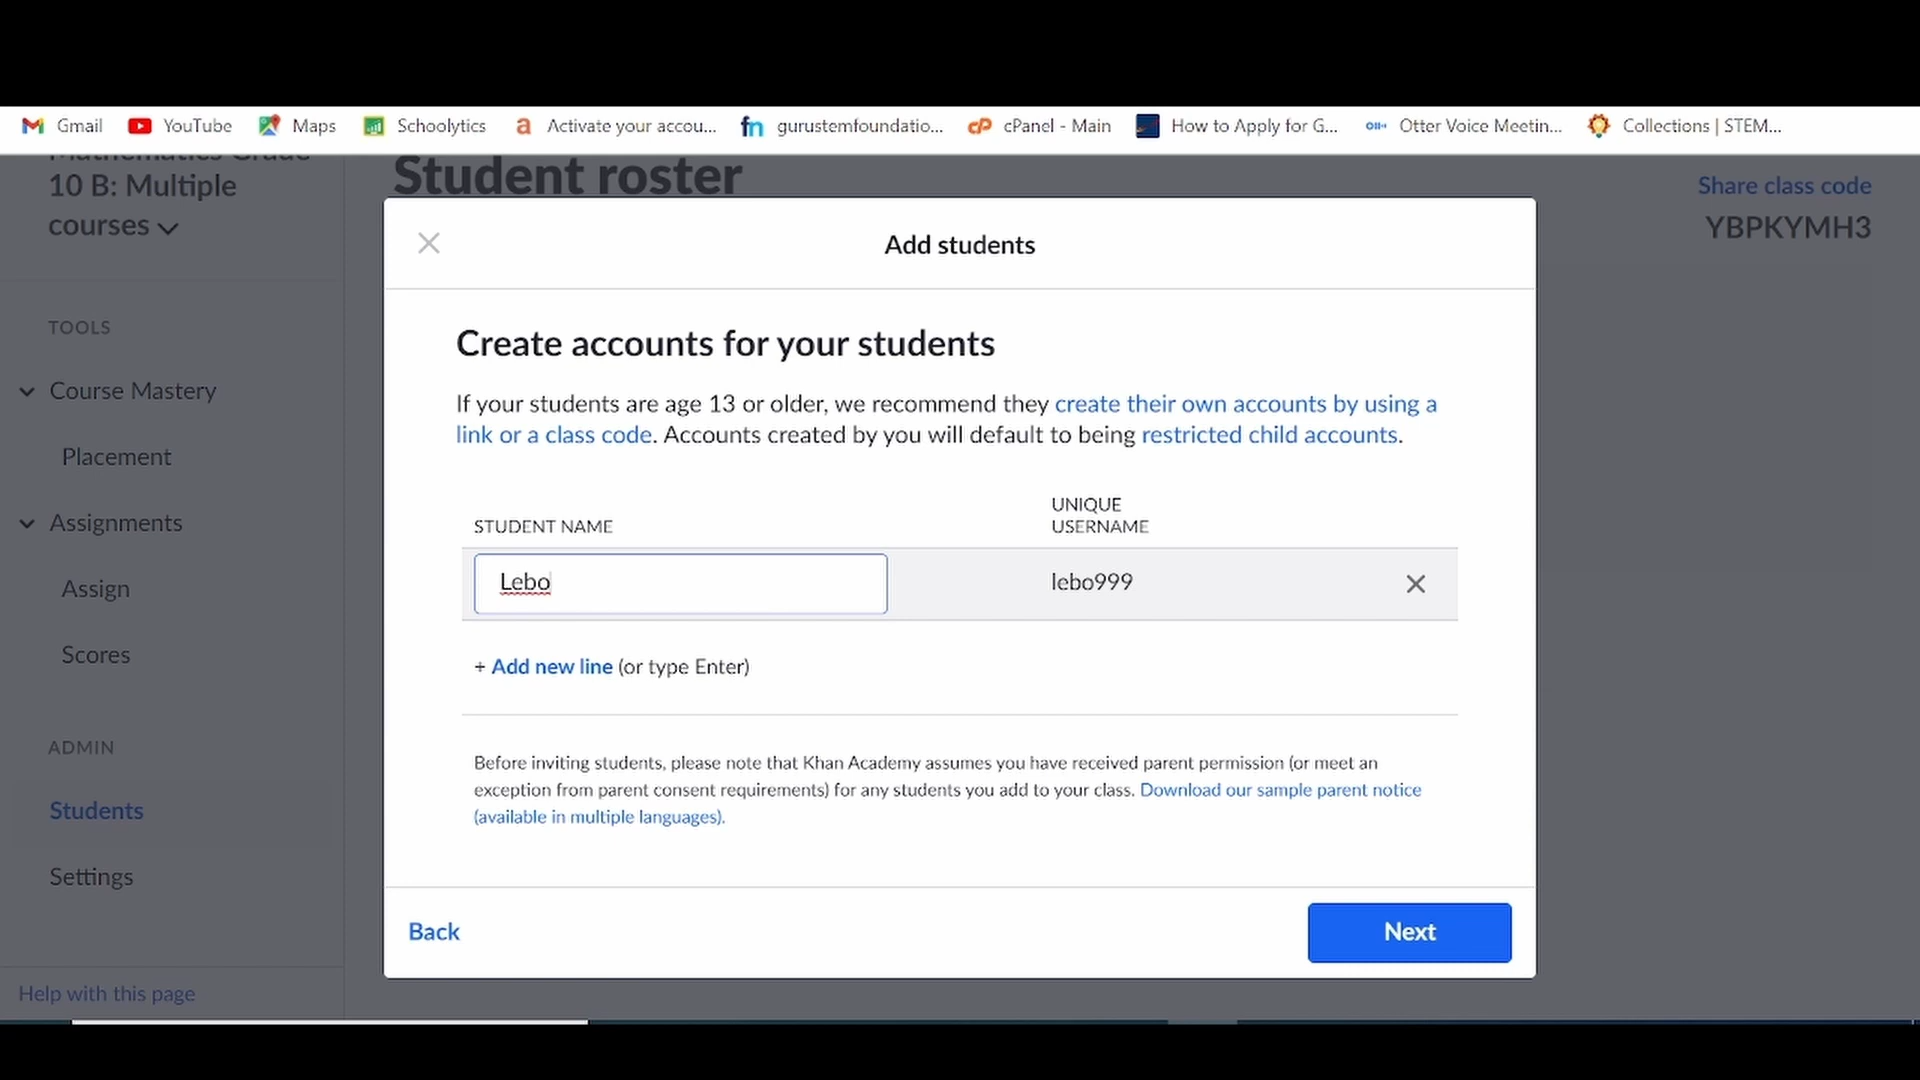 Gmail YouTube Maps Schoolytics Activate your accou... gurustemfoundatio... cPanel - Main How to Apply for G... Otter Voice Meetin... Collections | STEM...
Mathematics Grade
10 B: Multiple
courses
Student roster
Share class code
YBPKYMH3
TOOLS
Course Mastery
Placement
Assignments
Assign
Scores
ADMIN
Students
Settings
Help with this page
Add students
Create accounts for your students
If your students are age 13 or older, we recommend they create their own accounts by using a
link or a class code. Accounts created by you will default to being restricted child accounts.
STUDENT NAME
UNIQUE
USERNAME
Lebo
lebo999
+ Add new line (or type Enter)
Before inviting students, please note that Khan Academy assumes you have received parent permission (or meet an
exception from parent consent requirements) for any students you add to your class. Download our sample parent notice
(available in multiple languages).
Back
Next